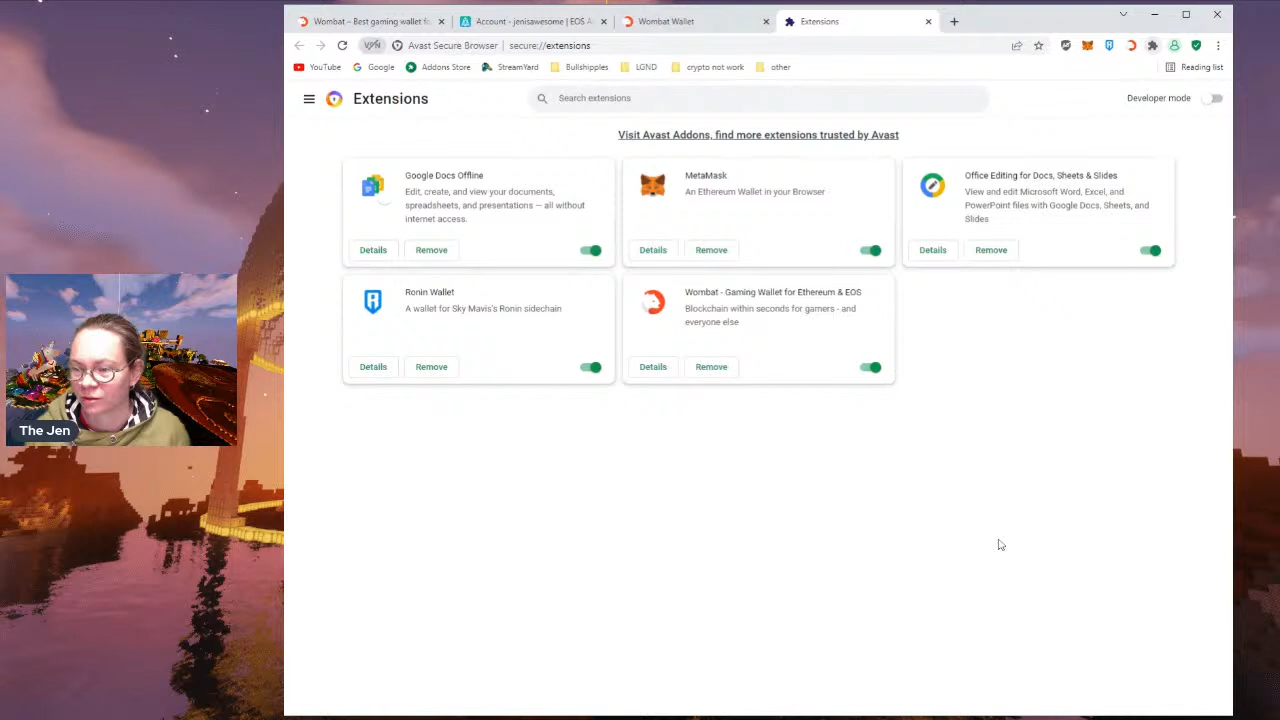 Wombat – Best gaming wallet fo
Account - jenisawesome | EOS A
Wombat Wallet
Extensions
VPN
Avast Secure Browser | secure://extensions
YouTube
Google
Addons Store
StreamYard
Bullshipples
LGND
crypto not work
other
Reading list
Extensions
Search extensions
Developer mode
Visit Avast Addons, find more extensions trusted by Avast
Google Docs Offline
Edit, create, and view your documents,
spreadsheets, and presentations — all without
internet access.
Details
Remove
MetaMask
An Ethereum Wallet in your Browser
Details
Remove
Office Editing for Docs, Sheets & Slides
View and edit Microsoft Word, Excel, and
PowerPoint files with Google Docs, Sheets, and
Slides
Details
Remove
Ronin Wallet
A wallet for Sky Mavis's Ronin sidechain
Details
Remove
Wombat - Gaming Wallet for Ethereum & EOS
Blockchain within seconds for gamers - and
everyone else
Details
Remove
The Jen